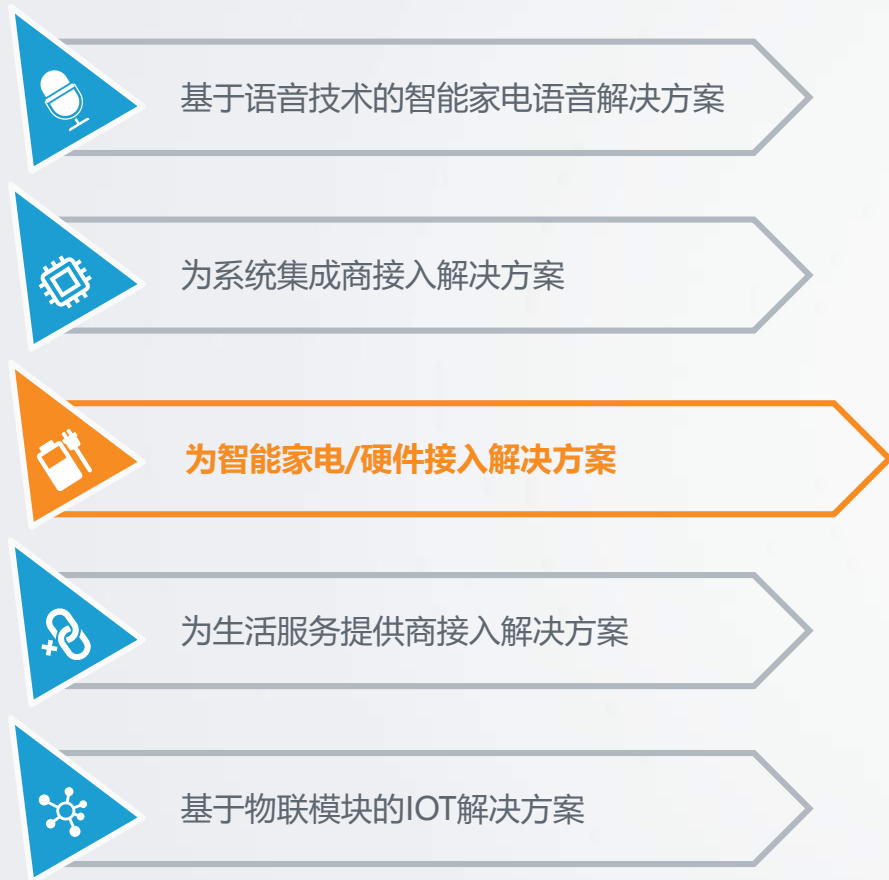 基于语音技术的智能家电语音解决方案
为系统集成商接入解决方案
为智能家电/硬件接入解决方案
为生活服务提供商接入解决方案
基于物联模块的IOT解决方案